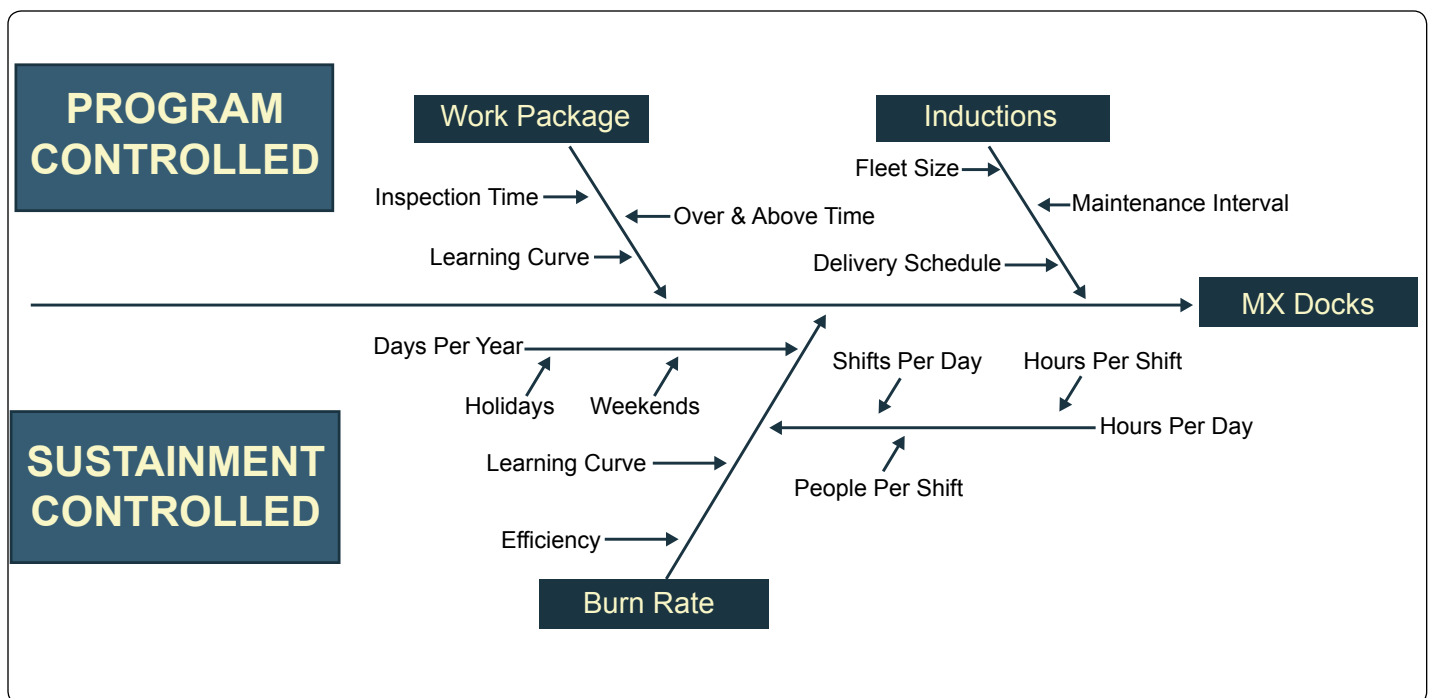 PROGRAM
CONTROLLED
Work Package
Inductions
Fleet Size
Inspection Time
Maintenance Interval
Over & Above Time
Learning Curve
Delivery Schedule
MX Docks
Days Per Year
Shifts Per Day
Hours Per Shift
Holidays
Weekends
Hours Per Day
SUSTAINMENT
CONTROLLED
Learning Curve
People Per Shift
Efficiency
Burn Rate